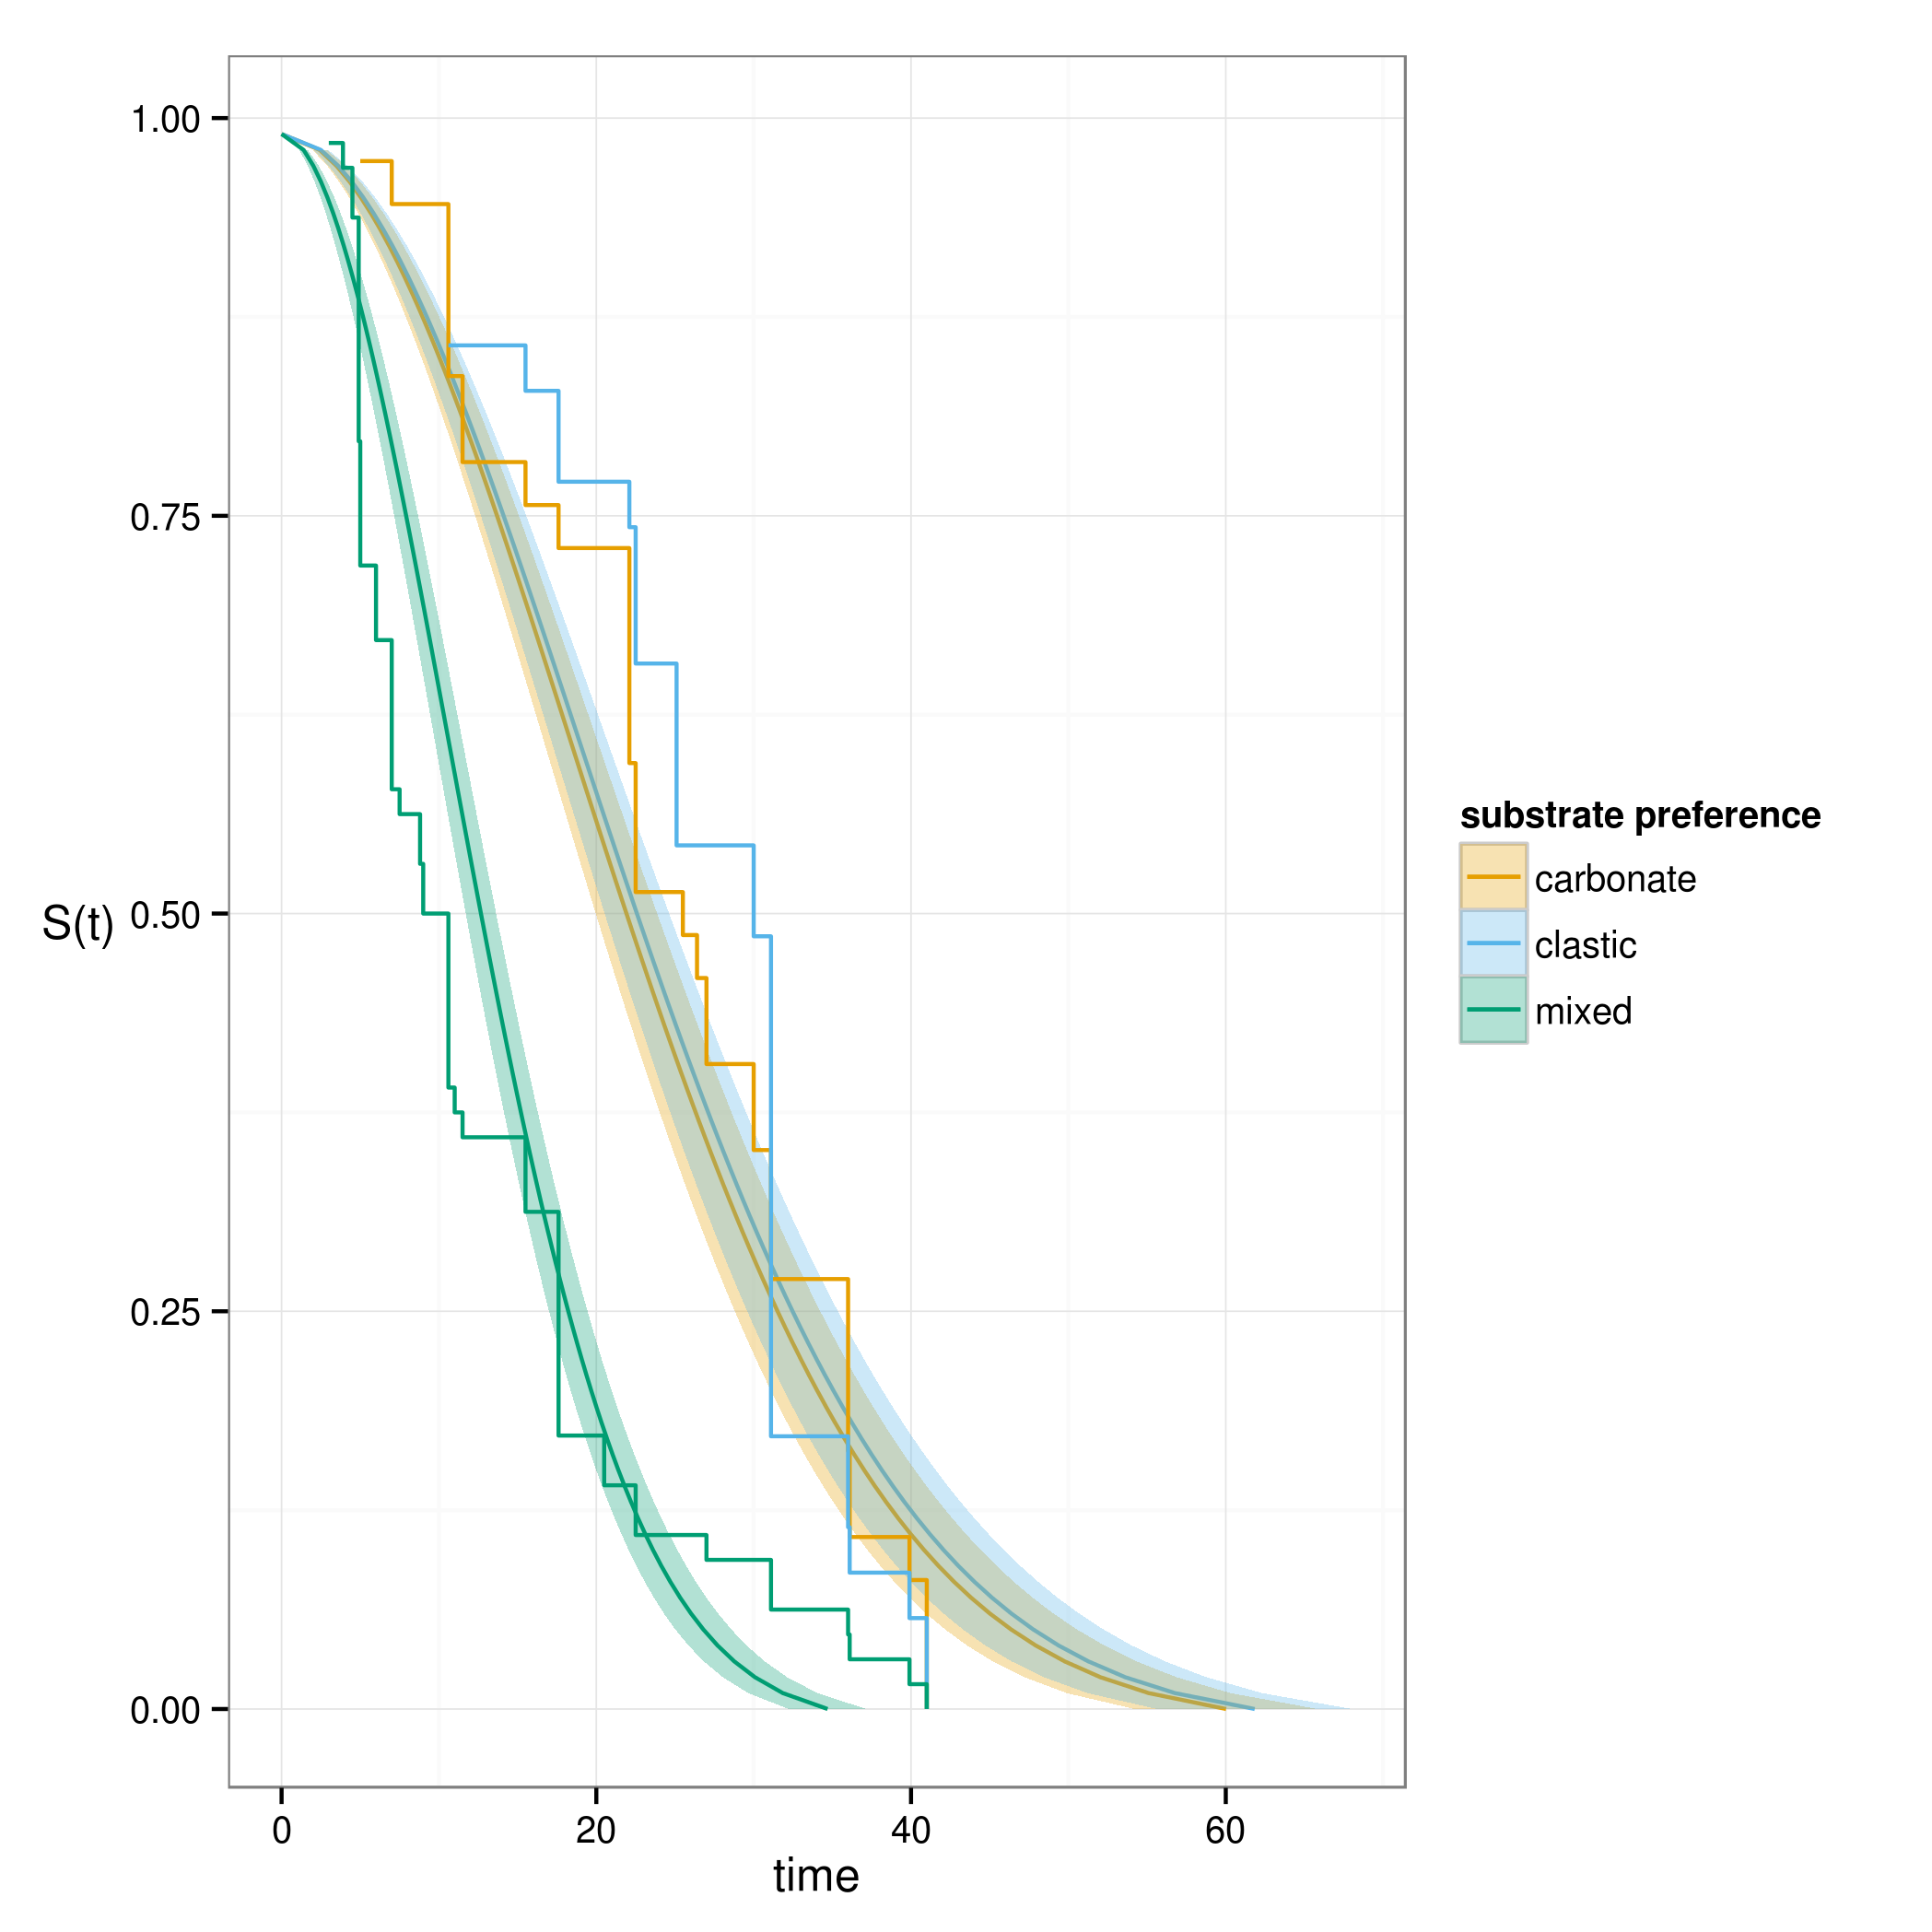 1.00
0.75
S(t)
0.50
0.25
0.00
0 20 40 60
time
substrate preference
carbonate
clastic
mixed